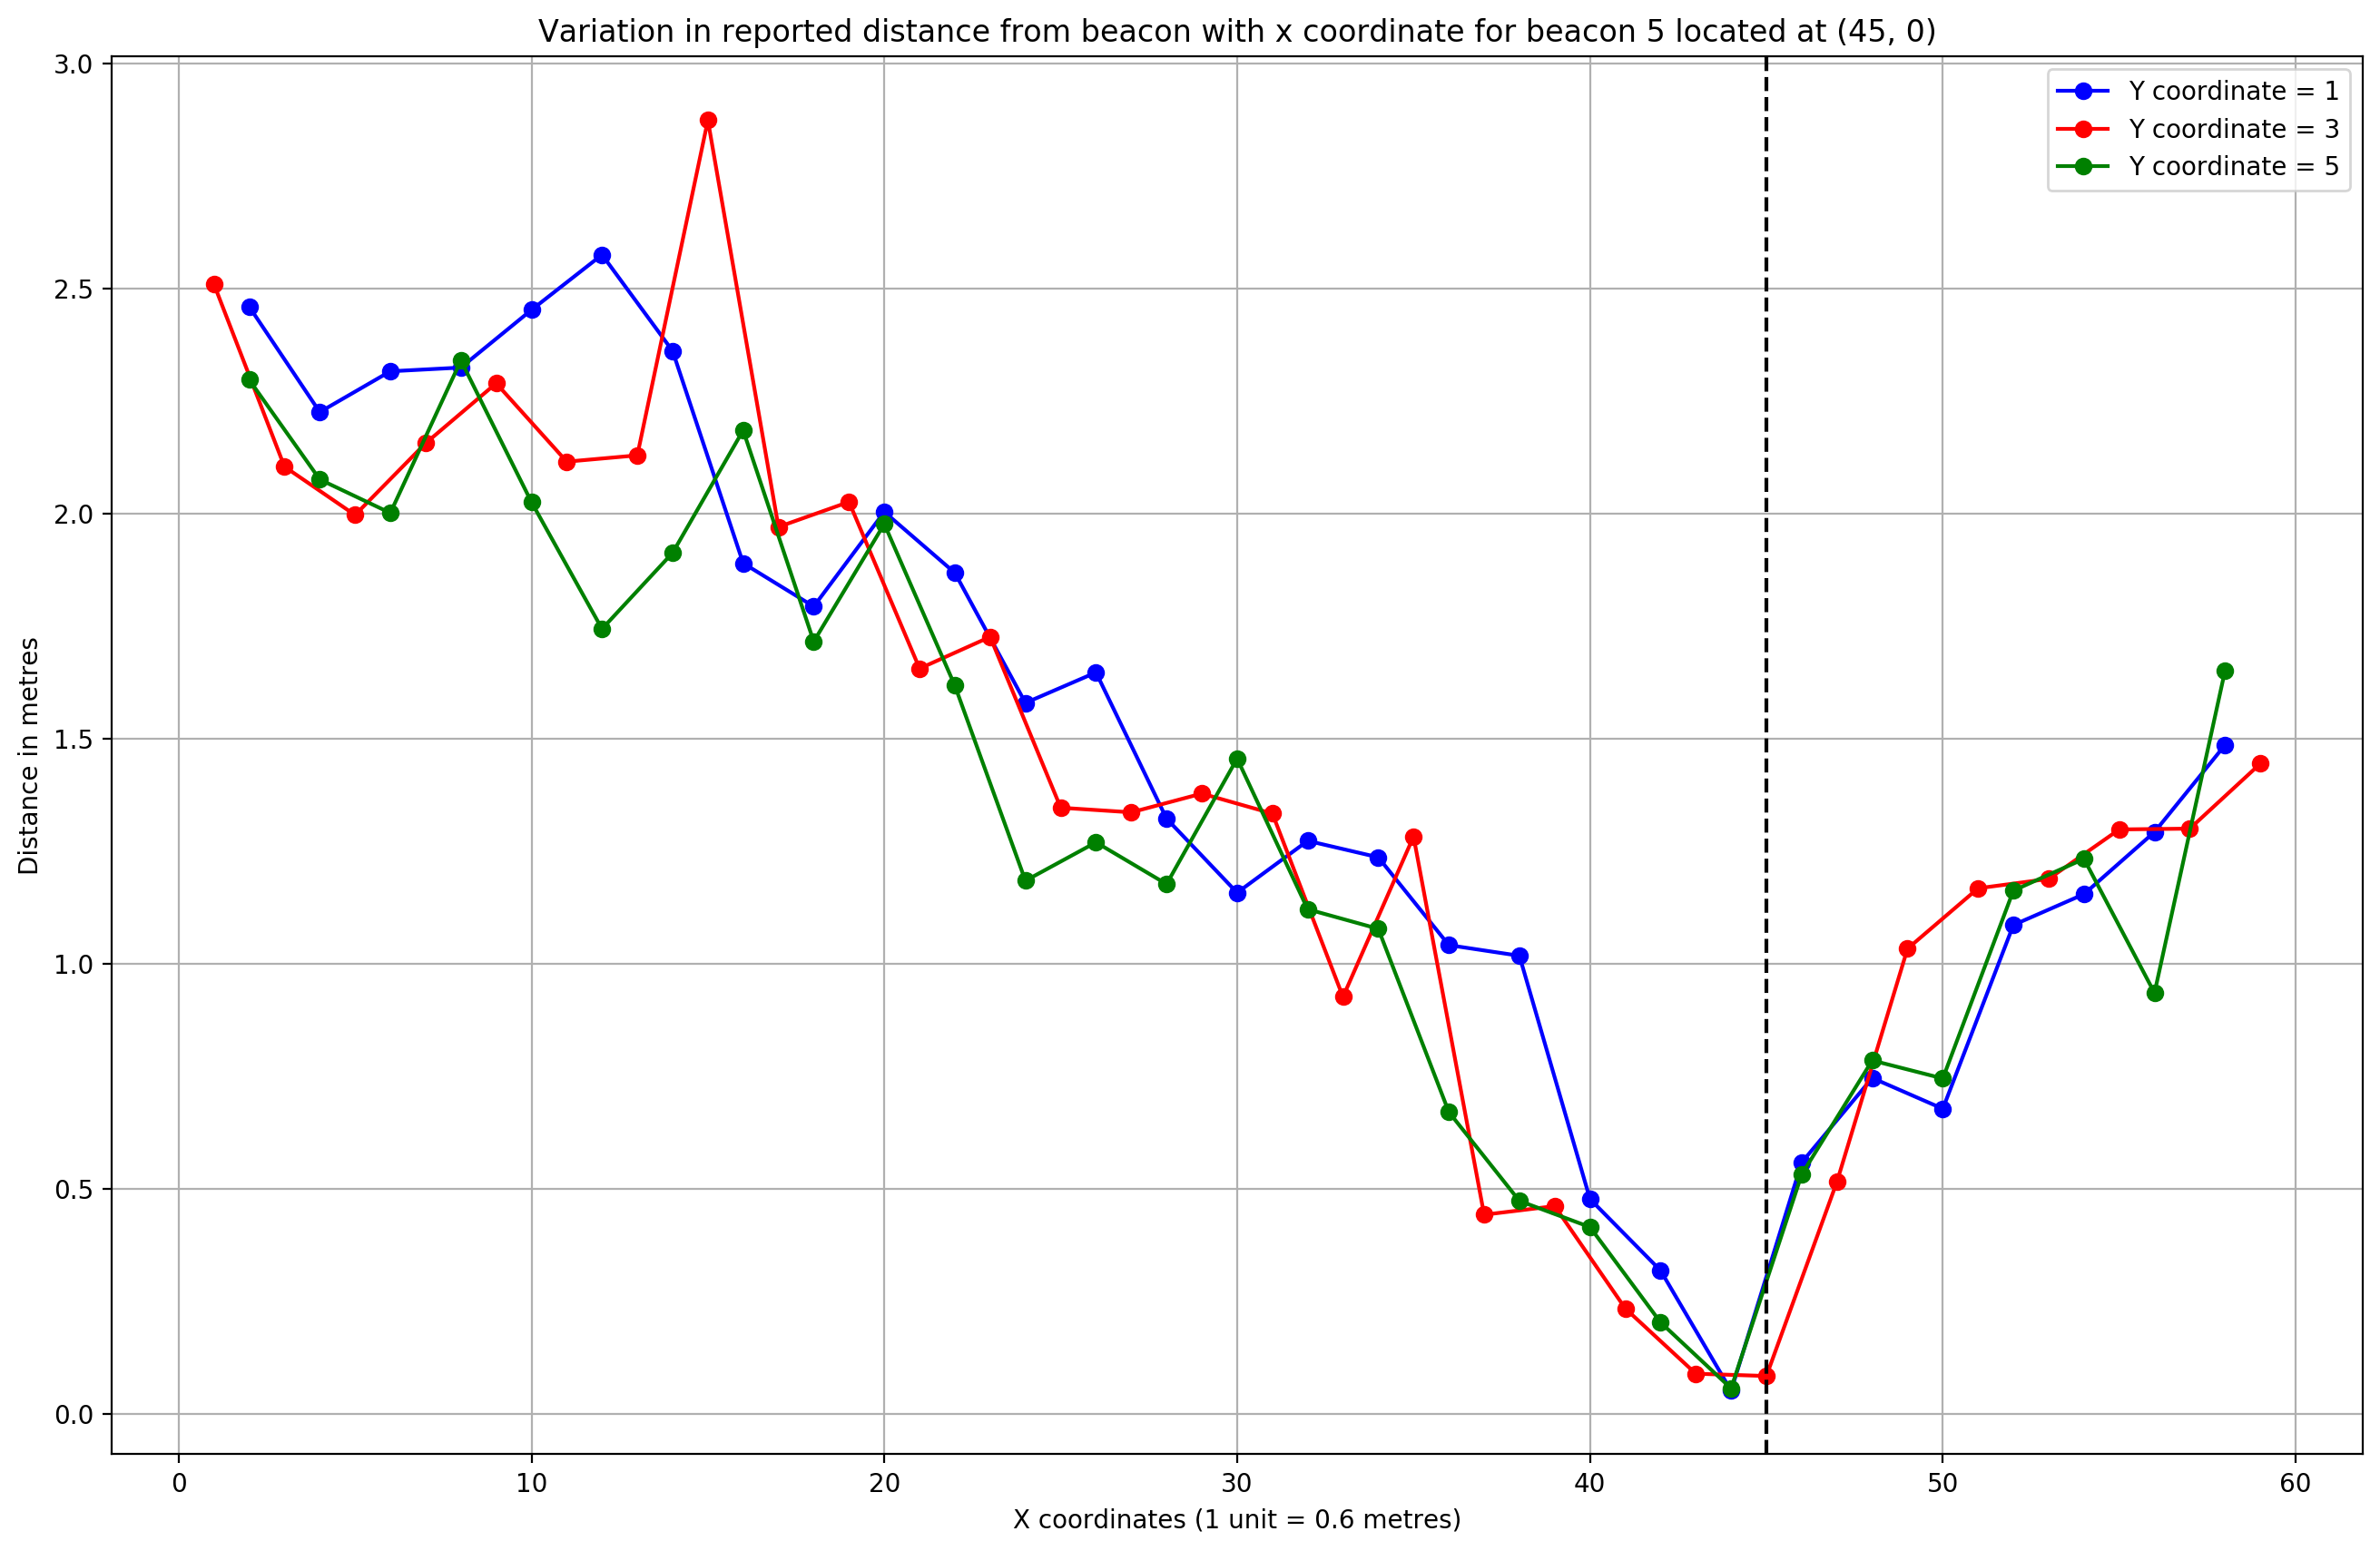 Variation in reported distance from beacon with x coordinate for beacon 5 located at (45, 0)
Y coordinate = 1
Y coordinate = 3
Y coordinate = 5
Distance in metres
3.0
2.5
2.0
1.5
1.0
0.5
0.0
0 10 20 30 40 50 60
X coordinates (1 unit = 0.6 metres)